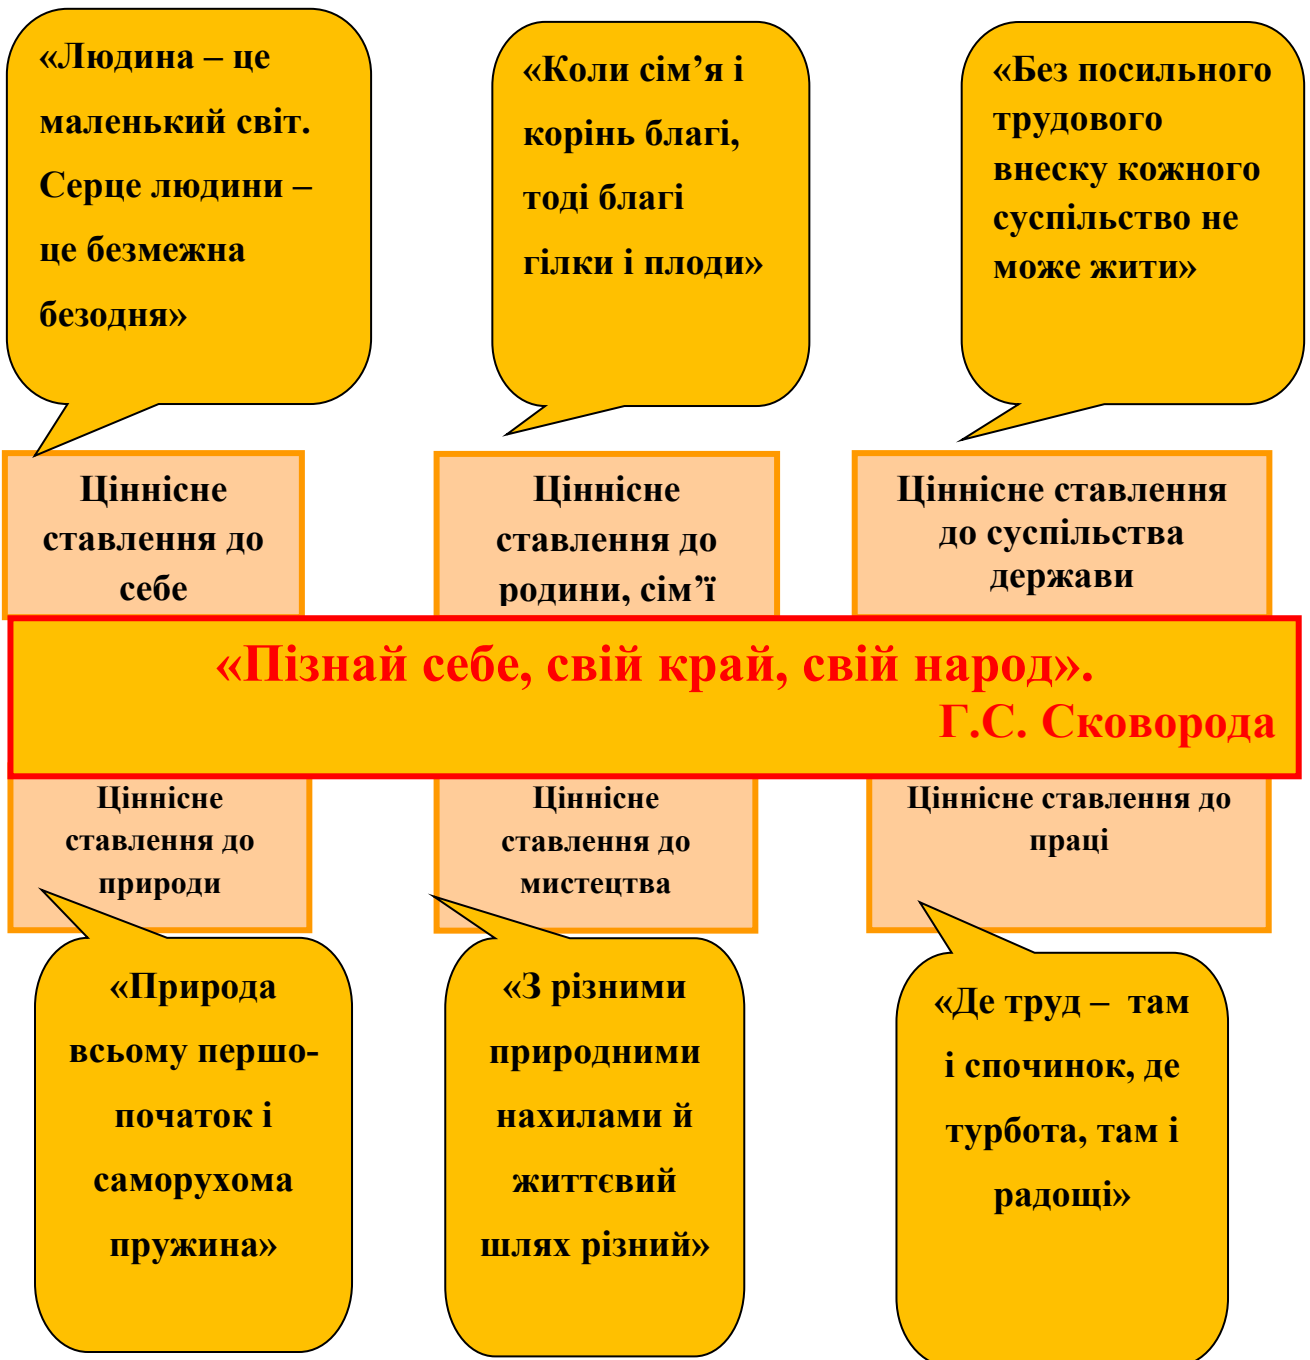 «Людина – це
маленький світ.
Серце людини –
це безмежна
безодня»
«Коли сім’я і
корінь благі,
тоді благі
гілки і плоди»
«Без посильного
трудового
внеску кожного
суспільство не
може жити»
Ціннісне
ставлення до
себе
Ціннісне
ставлення до
родини, сім’ї
Ціннісне ставлення
до суспільства
держави
«Пізнай себе, свій край, свій народ».
Г.С. Сковорода
Ціннісне
ставлення до
природи
Ціннісне
ставлення до
мистецтва
Ціннісне ставлення до
праці
«Природа
всьому першо-
початок і
саморухома
пружина»
«З різними
природними
нахилами й
життєвий
шлях різний»
«Де труд – там
і спочинок, де
турбота, там і
радощі»